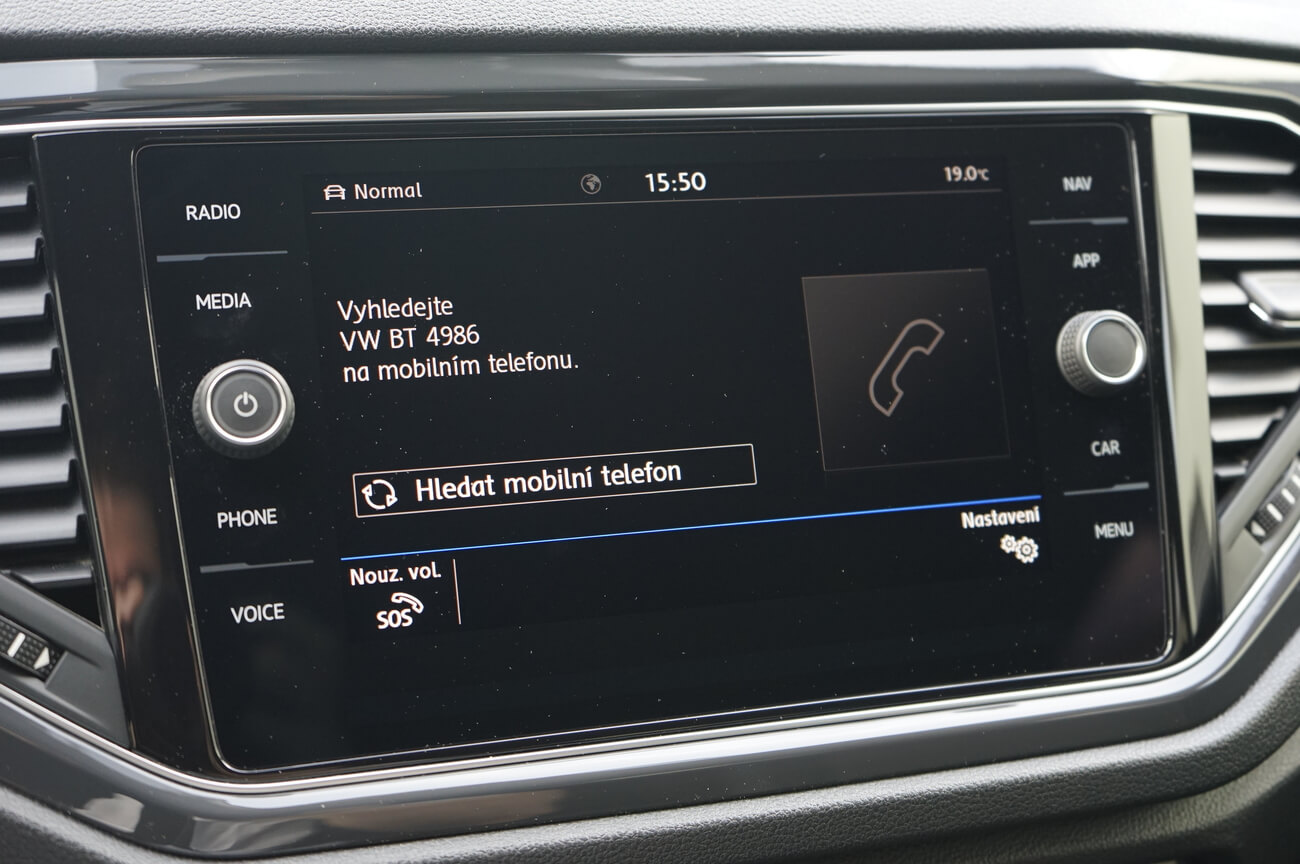 Normal 15:50 19.0°C
RADIO
MEDIA
PHONE
VOICE
Vyhledejte
VW BT 4986
na mobilním telefonu.
Hledat mobilní telefon
Nouz. vol.
SOS
Nastavení
NAV
APP
CAR
MENU